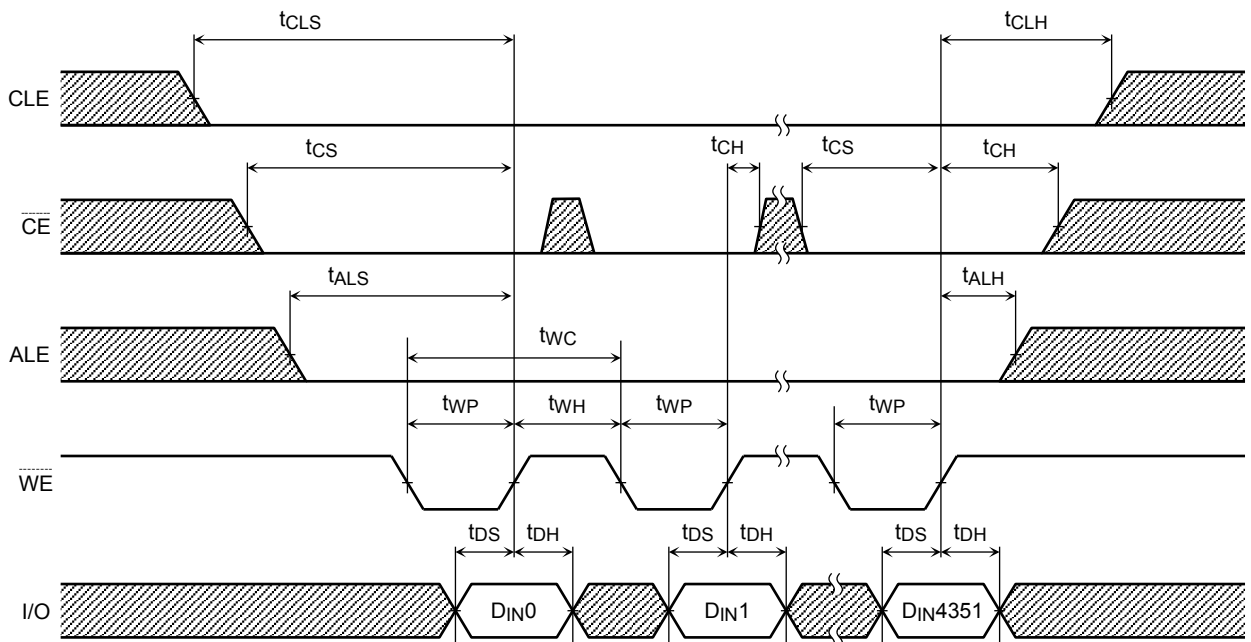 tCLS
tCLH
CLE
tCS
tCH
tCS
tCH
CE
tALS
tALH
ALE
tWC
tWP
tWH
tWP
tWP
WE
tDS
tDH
tDS
tDH
tDS
tDH
I/O
DIN0
DIN1
DIN4351